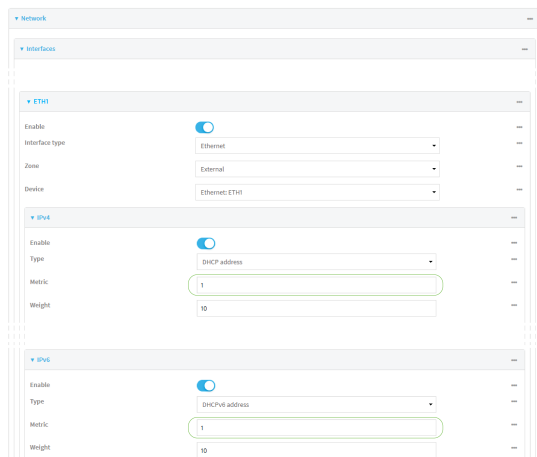 Network
Interfaces
ETH1
Enable
Interface type Ethernet
Zone External
Device Ethernet: ETH1
IPv4
Enable
Type DHCP address
Metric 1
Weight 10
IPv6
Enable
Type DHCPv6 address
Metric 1
Weight 10